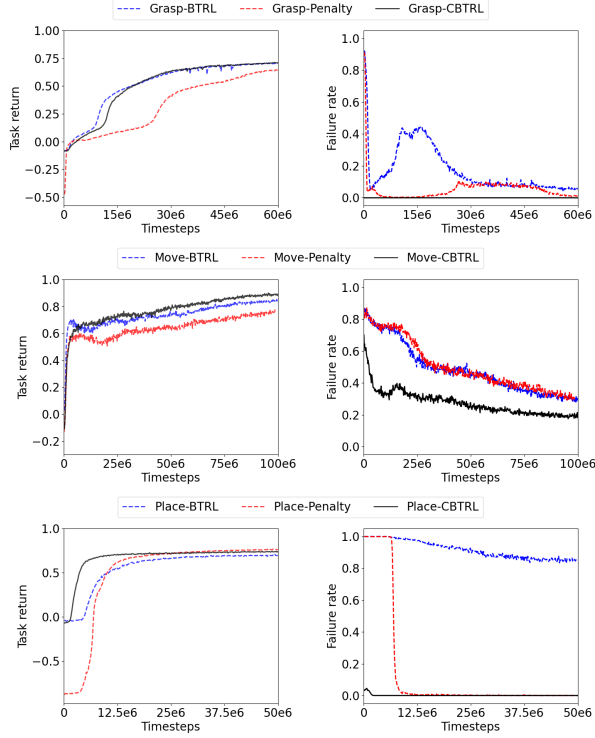 Grasp-BTRL Grasp-Penalty Grasp-CBTRL
1.00
0.75
0.50
0.25
0.00
−0.25
−0.50
Task return
0 15e6 30e6 45e6 60e6
Timesteps
1.0
0.8
0.6
0.4
0.2
0.0
Failure rate
0 15e6 30e6 45e6 60e6
Timesteps
Move-BTRL Move-Penalty Move-CBTRL
1.0
0.8
0.6
0.4
0.2
0.0
−0.2
Task return
0 25e6 50e6 75e6 100e6
Timesteps
1.0
0.8
0.6
0.4
0.2
0.0
Failure rate
0 25e6 50e6 75e6 100e6
Timesteps
Place-BTRL Place-Penalty Place-CBTRL
1.0
0.5
0.0
−0.5
Task return
0 12.5e6 25e6 37.5e6 50e6
Timesteps
1.0
0.8
0.6
0.4
0.2
0.0
Failure rate
0 12.5e6 25e6 37.5e6 50e6
Timesteps